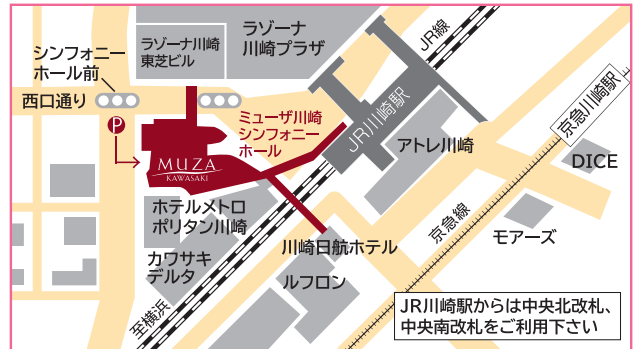 ラゾーナ
川崎プラザ
ラゾーナ川崎
東芝ビル
シンフォニー
ホール前
西口通り
P
ミューザ川崎
シンフォニー
ホール
MUZA
KAWASAKI
JR線
JR川崎駅
アトレ川崎
京急川崎駅
DICE
京急線
モアーズ
ホテルメトロ
ポリタン川崎
カワサキ
デルタ
川崎日航ホテル
ルフロン
至横浜
JR川崎駅からは中央北改札、
中央南改札をご利用下さい